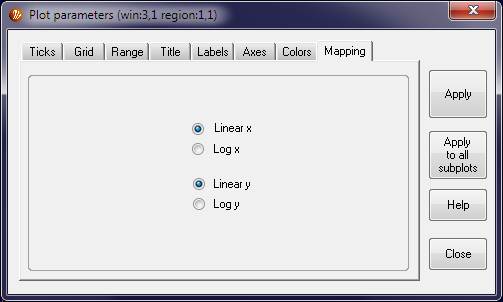 Plot parameters (win:3,1 region:1,1)
Ticks Grid Range Title Labels Axes Colors Mapping
Linear x
Log x
Linear y
Log y
Apply
Apply
to all
subplots
Help
Close